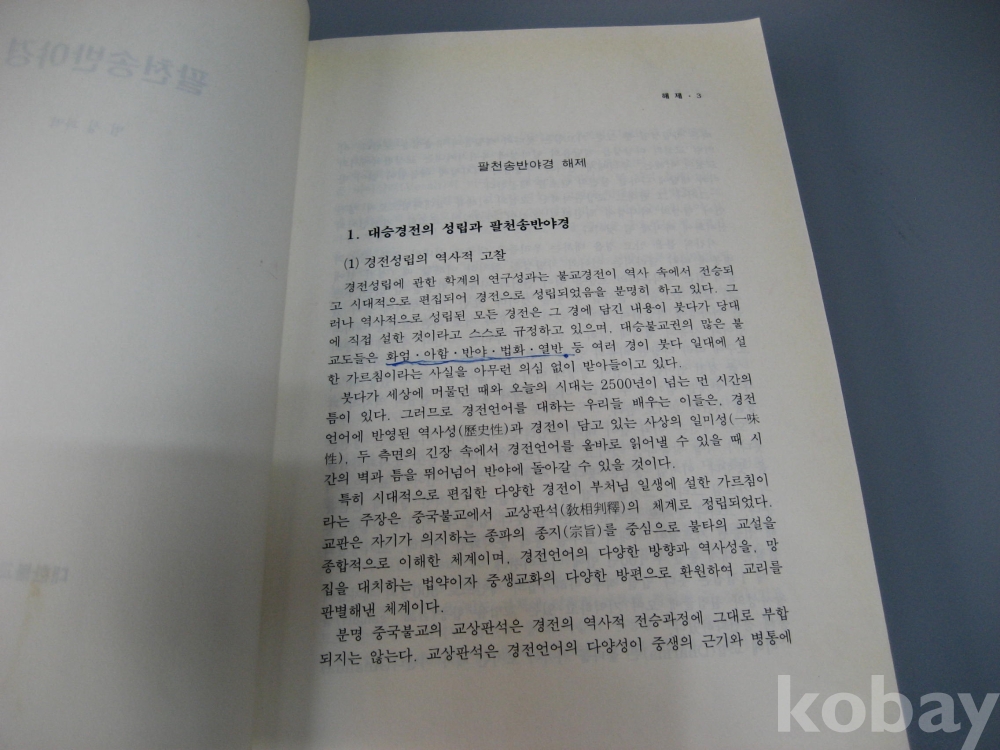 해 제 · 3
팔천송반야경 해제
1. 대승경전의 성립과 팔천송반야경
(1) 경전성립의 역사적 고찰
경전성립에 관한 학계의 연구성과는 불교경전이 역사 속에서 전승되
고 시대적으로 편집되어 경전으로 성립되었음을 분명히 하고 있다. 그
러나 역사적으로 성립된 모든 경전은 그 경에 담긴 내용이 붓다가 당대
에 직접 설한 것이라고 스스로 규정하고 있으며, 대승불교권의 많은 불
교도들은 화엄·아함·반야·법화·열반 등 여러 경이 붓다 일대에 설
한 가르침이라는 사실을 아무런 의심 없이 받아들이고 있다.
붓다가 세상에 머물던 때와 오늘의 시대는 2500년이 넘는 먼 시간의
틈이 있다. 그러므로 경전언어를 대하는 우리들 배우는 이들은, 경전
언어에 반영된 역사성(歷史性)과 경전이 담고 있는 사상의 일미성(一味
性), 두 측면의 긴장 속에서 경전언어를 올바로 읽어낼 수 있을 때 시
간의 벽과 틈을 뛰어넘어 반야에 돌아갈 수 있을 것이다.
특히 시대적으로 편집한 다양한 경전이 부처님 일생에 설한 가르침이
라는 주장은 중국불교에서 교상판석(敎相判釋)의 체계로 정립되었다.
교판은 자기가 의지하는 종파의 종지(宗旨)를 중심으로 불타의 교설을
종합적으로 이해한 체계이며, 경전언어의 다양한 방향과 역사성을, 망
집을 대치하는 법약이자 중생교화의 다양한 방편으로 환원하여 교리를
판별해낸 체계이다.
분명 중국불교의 교상판석은 경전의 역사적 전승과정에 그대로 부합
되지는 않는다. 교상판석은 경전언어의 다양성이 중생의 근기와 병통에
팔천송반야경
kobay